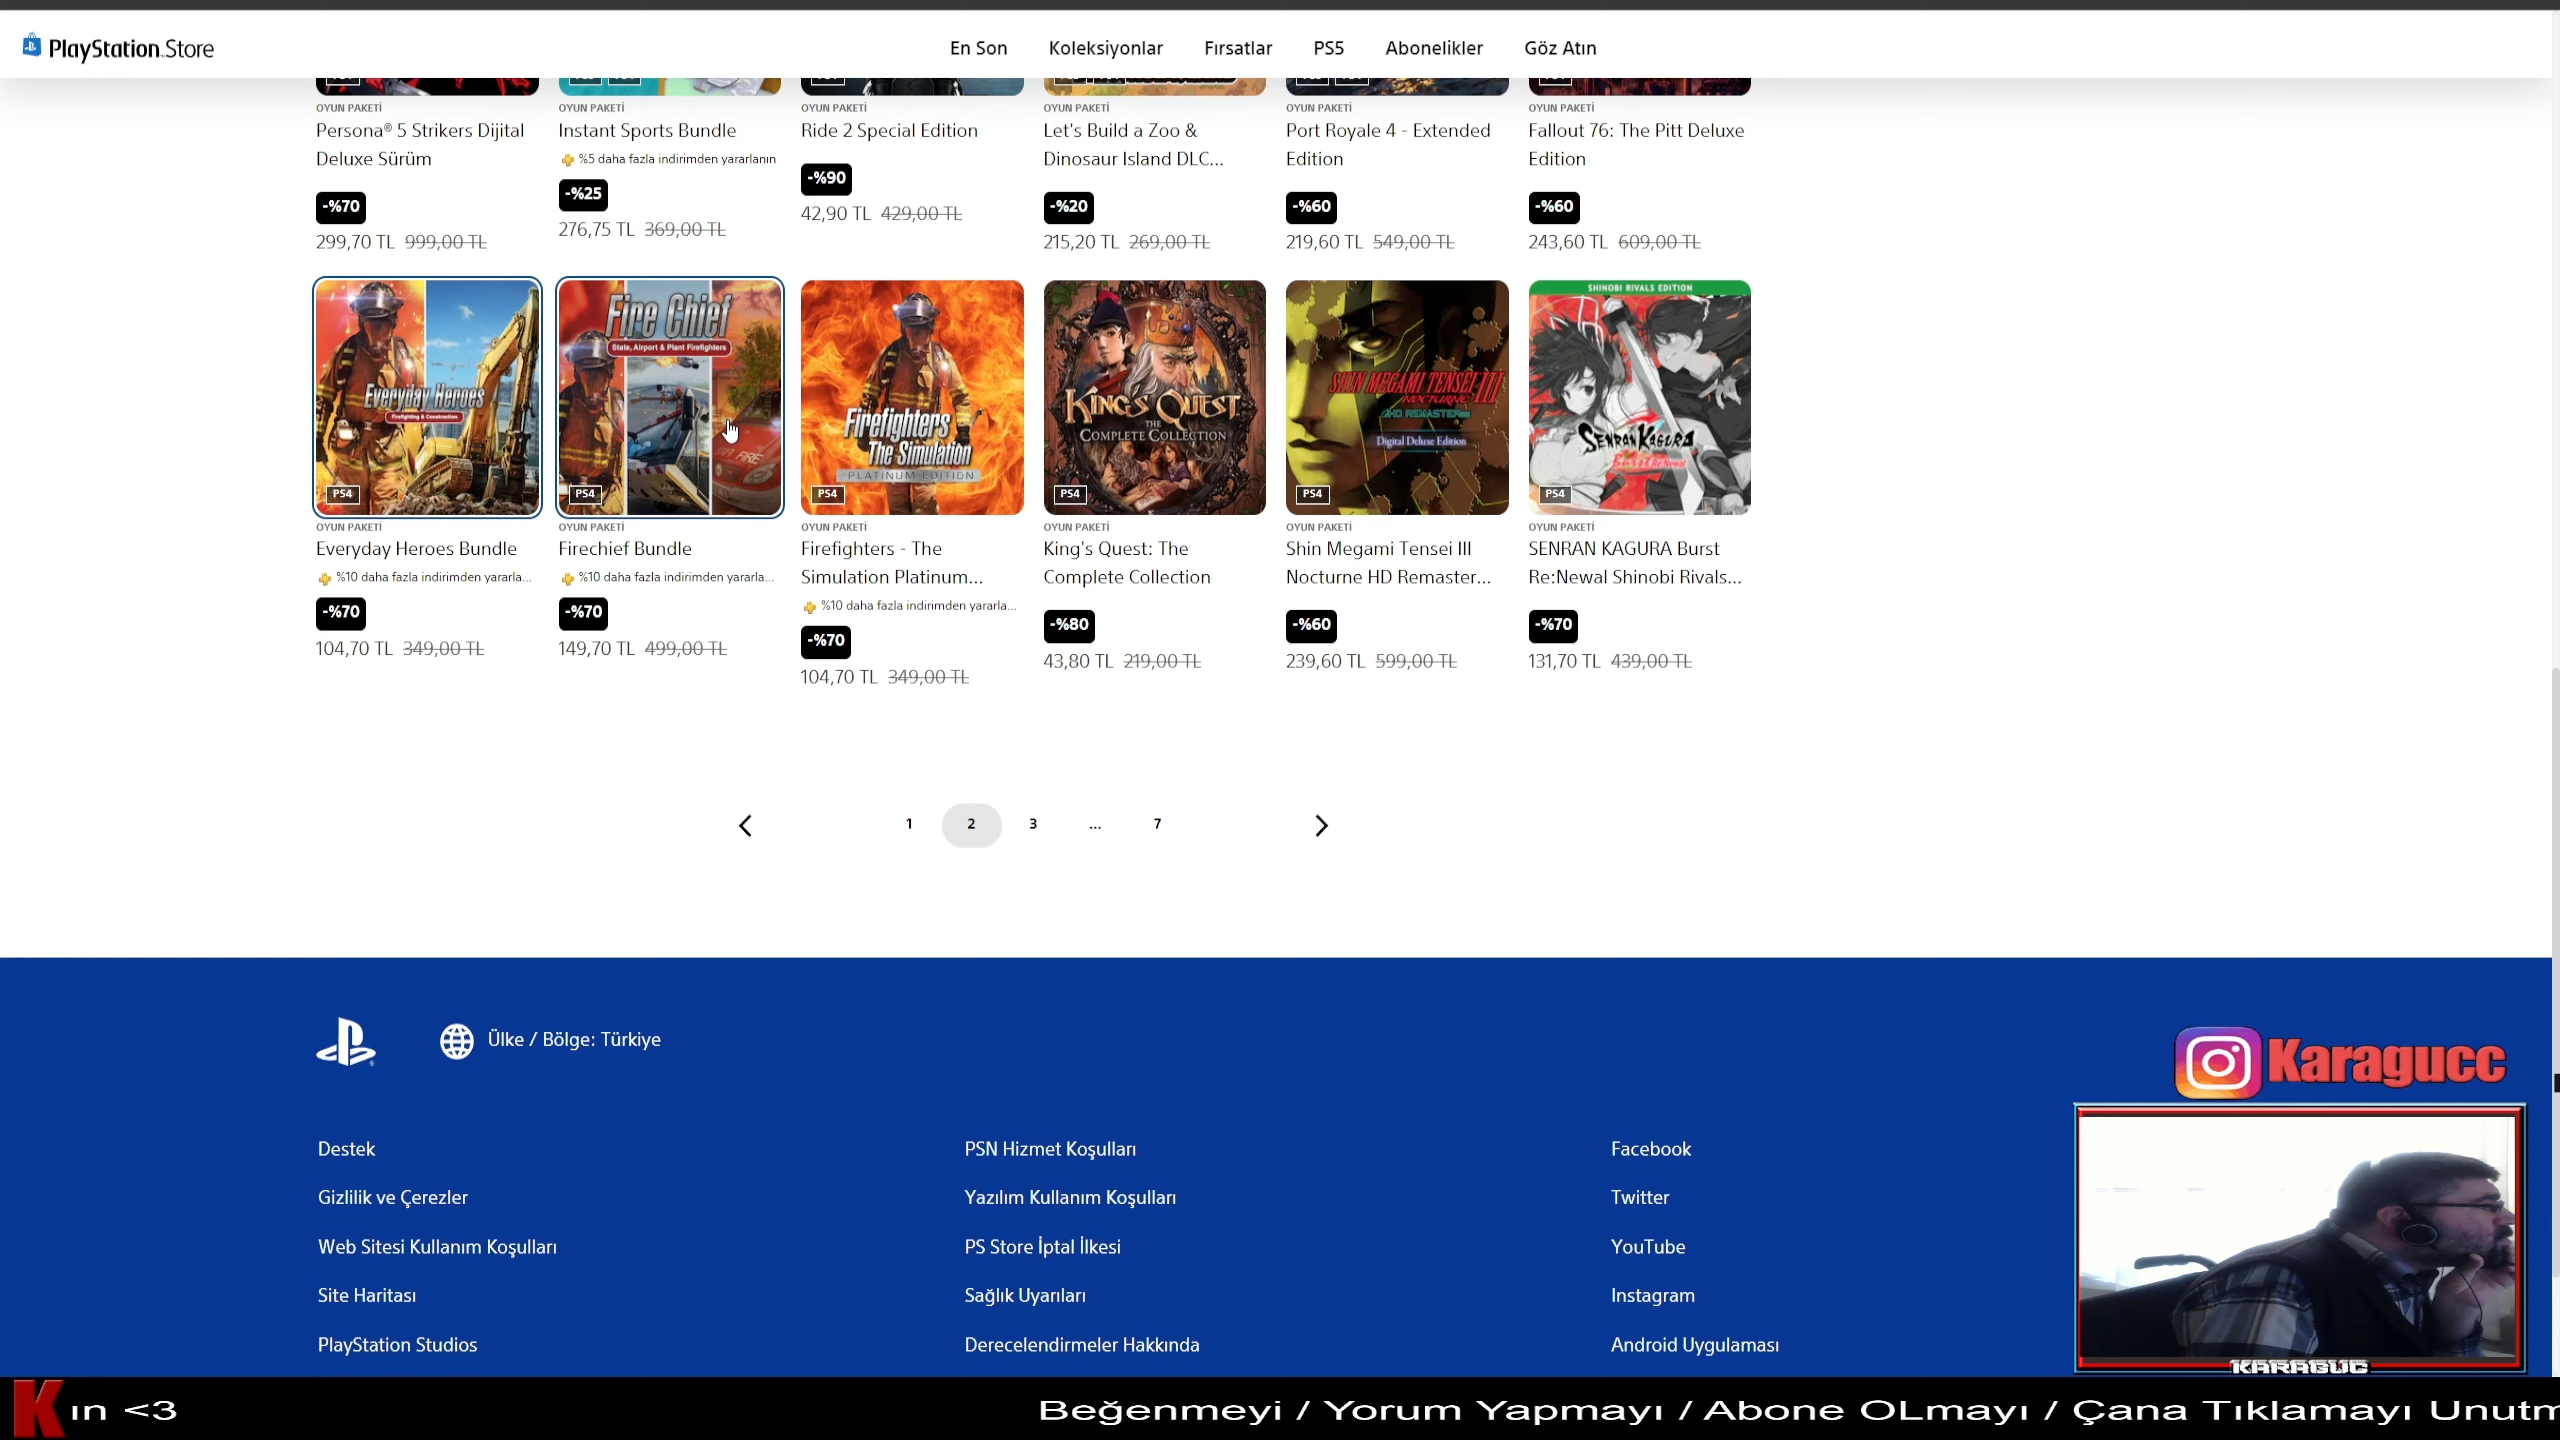 PlayStation Store
En Son Koleksiyonlar Fırsatlar PS5 Abonelikler Göz Atın
OYUN PAKETİ OYUN PAKETİ OYUN PAKETİ OYUN PAKETİ OYUN PAKETİ OYUN PAKETİ
Persona® 5 Strikers Dijital
Deluxe Sürüm
-%70
299,70 TL 999,00 TL
Instant Sports Bundle
%5 daha fazla indirimden yararlanın
-%25
276,75 TL 369,00 TL
Ride 2 Special Edition
-%90
42,90 TL 429,00 TL
Let's Build a Zoo &
Dinosaur Island DLC...
-%20
215,20 TL 269,00 TL
Port Royale 4 - Extended
Edition
-%60
219,60 TL 549,00 TL
Fallout 76: The Pitt Deluxe
Edition
-%60
243,60 TL 609,00 TL
Everyday Heroes
Firefighting & Construction
PS4
OYUN PAKETİ
Everyday Heroes Bundle
%10 daha fazla indirimden yararla...
-%70
104,70 TL 349,00 TL
Fire Chief
State, Airport & Plant Firefighters
FIRE
PS4
OYUN PAKETİ
Firechief Bundle
%10 daha fazla indirimden yararla...
-%70
149,70 TL 499,00 TL
Firefighters
The Simulation
PLATINUM EDITION
PS4
OYUN PAKETİ
Firefighters - The
Simulation Platinum...
%10 daha fazla indirimden yararla...
-%70
104,70 TL 349,00 TL
KING'S QUEST
THE
COMPLETE COLLECTION
PS4
OYUN PAKETİ
King's Quest: The
Complete Collection
-%80
43,80 TL 219,00 TL
SHIN MEGAMI TENSEI III
NOCTURNE
HD REMASTER
Digital Deluxe Edition
PS4
OYUN PAKETİ
Shin Megami Tensei III
Nocturne HD Remaster...
-%60
239,60 TL 599,00 TL
SHINOBI RIVALS EDITION
SENRAN KAGURA
Burst Re:Newal
PS4
OYUN PAKETİ
SENRAN KAGURA Burst
Re:Newal Shinobi Rivals...
-%70
131,70 TL 439,00 TL
1 2 3 ... 7
Ülke / Bölge: Türkiye
Karagucc
Destek
Gizlilik ve Çerezler
Web Sitesi Kullanım Koşulları
Site Haritası
PlayStation Studios
PSN Hizmet Koşulları
Yazılım Kullanım Koşulları
PS Store İptal İlkesi
Sağlık Uyarıları
Derecelendirmeler Hakkında
Facebook
Twitter
YouTube
Instagram
Android Uygulaması
KARAGUC
K ın <3 Beğenmeyi / Yorum Yapmayı / Abone OLmayı / Çana Tıklamayı Unutm